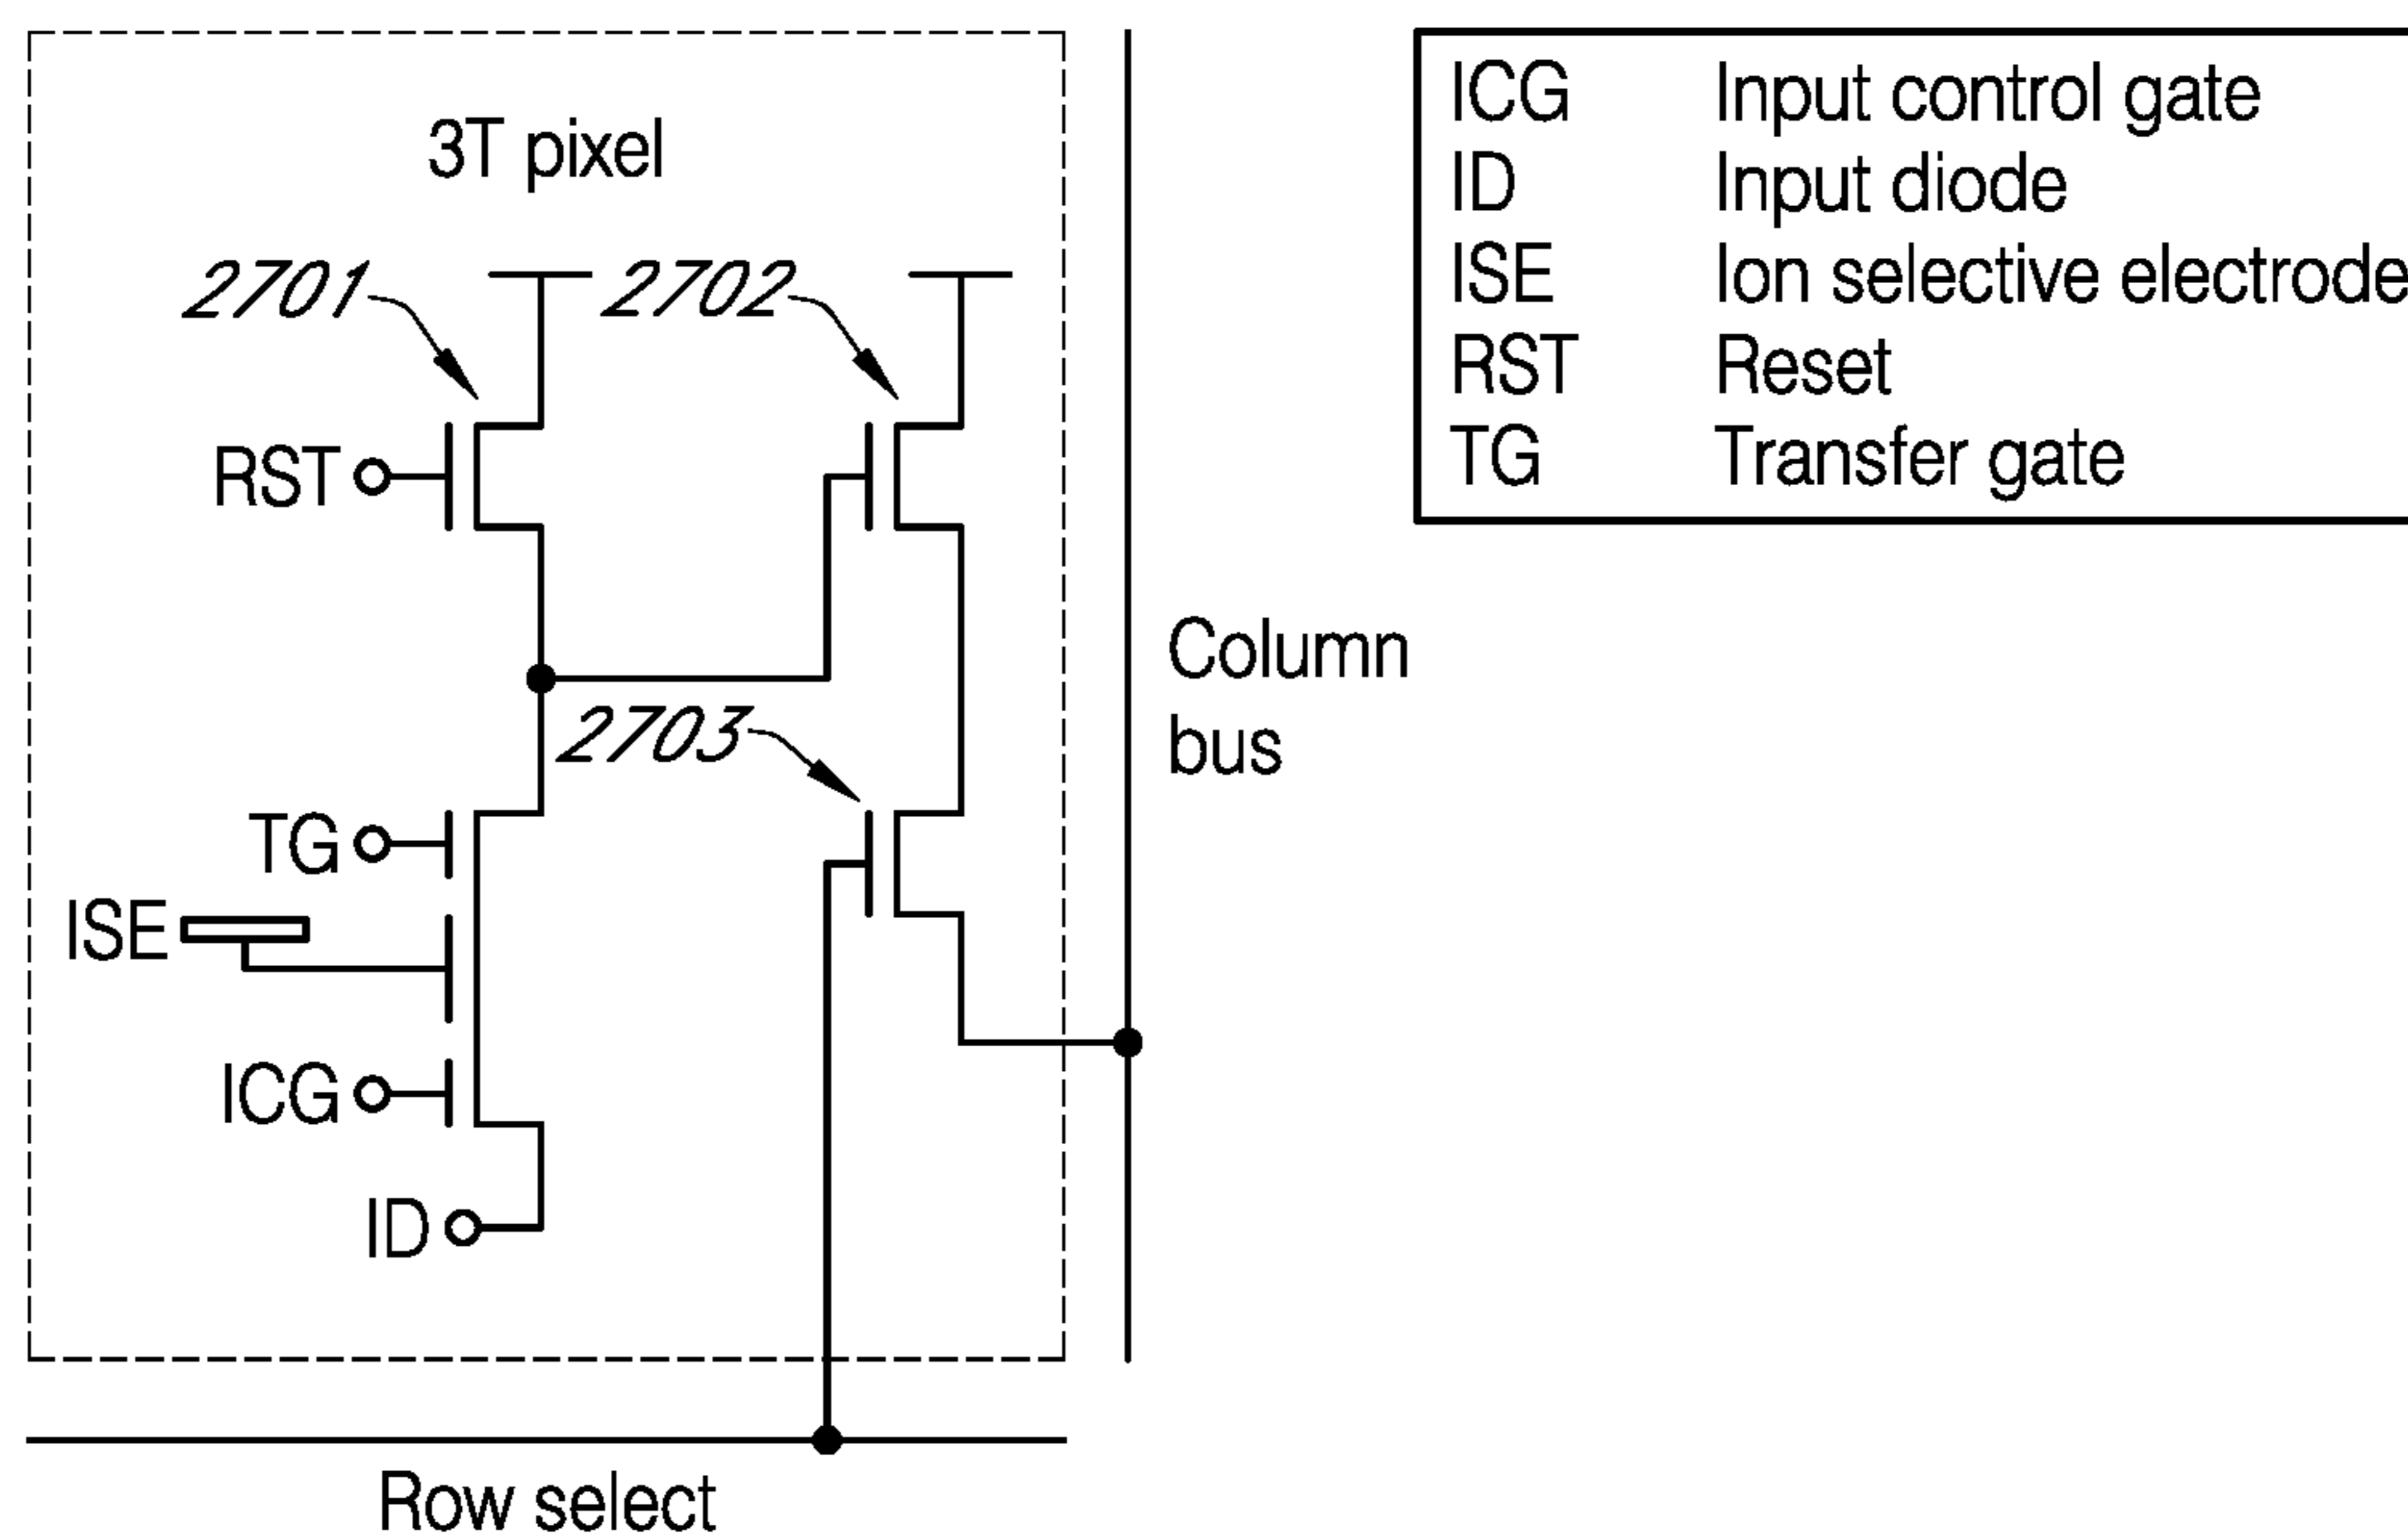 3T pixel
2701
2702
RST
2703
TG
ISE
ICG
ID
Column
bus
Row select
ICG Input control gate
ID Input diode
ISE Ion selective electrode
RST Reset
TG Transfer gate